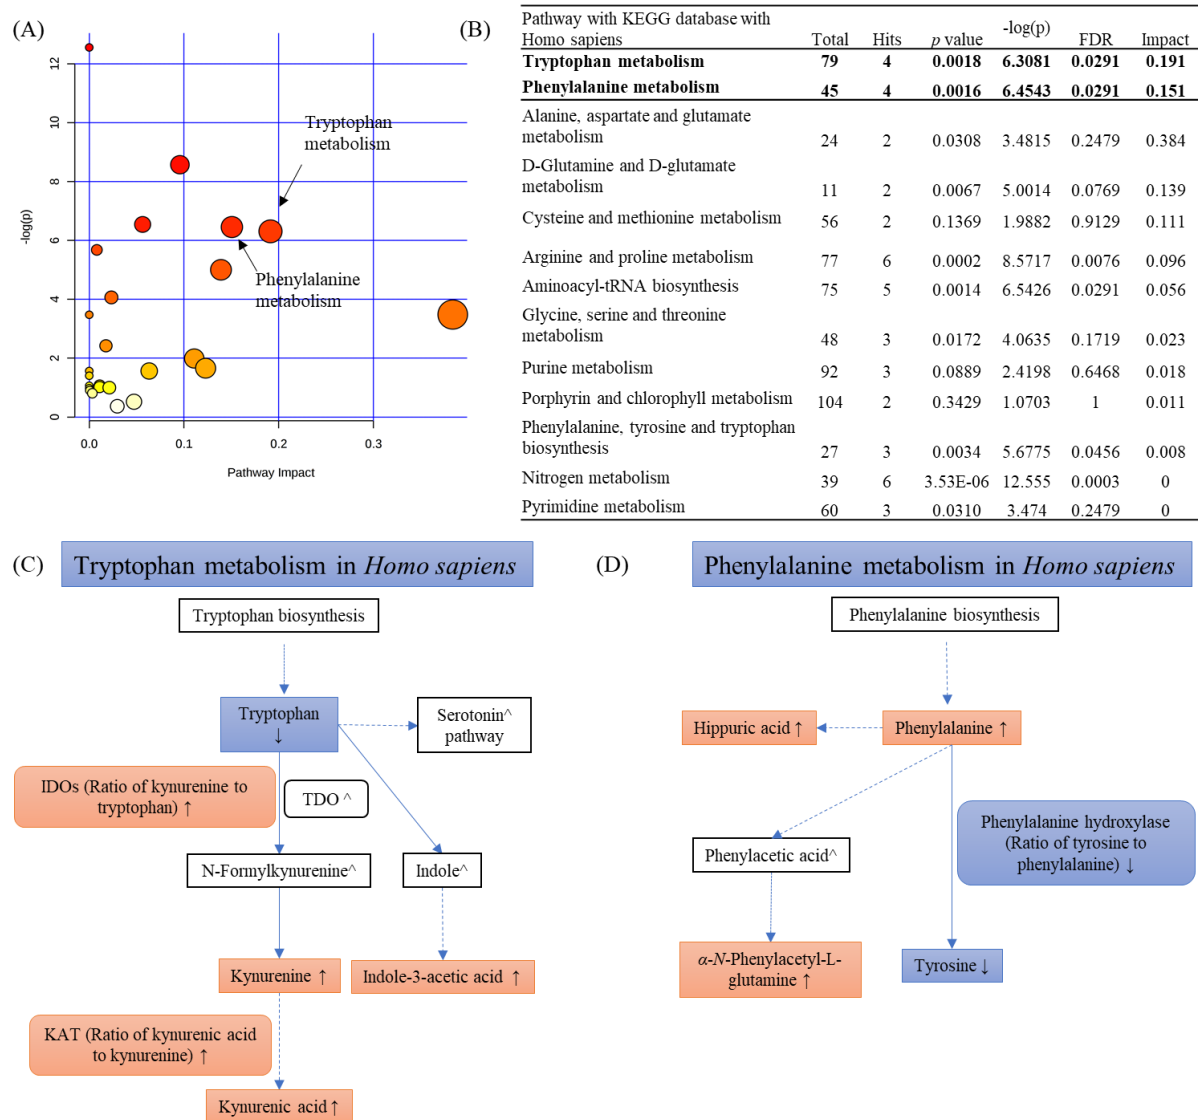 (A)
12
10
8
6
4
2
0
-log(p)
0.0 0.1 0.2 0.3
Pathway Impact
Tryptophan
metabolism
Phenylalanine
metabolism
(B)
Pathway with KEGG database with
Homo sapiens Total Hits p value -log(p) FDR Impact
Tryptophan metabolism 79 4 0.0018 6.3081 0.0291 0.191
Phenylalanine metabolism 45 4 0.0016 6.4543 0.0291 0.151
Alanine, aspartate and glutamate
metabolism 24 2 0.0308 3.4815 0.2479 0.384
D-Glutamine and D-glutamate
metabolism 11 2 0.0067 5.0014 0.0769 0.139
Cysteine and methionine metabolism 56 2 0.1369 1.9882 0.9129 0.111
Arginine and proline metabolism 77 6 0.0002 8.5717 0.0076 0.096
Aminoacyl-tRNA biosynthesis 75 5 0.0014 6.5426 0.0291 0.056
Glycine, serine and threonine
metabolism 48 3 0.0172 4.0635 0.1719 0.023
Purine metabolism 92 3 0.0889 2.4198 0.6468 0.018
Porphyrin and chlorophyll metabolism 104 2 0.3429 1.0703 1 0.011
Phenylalanine, tyrosine and tryptophan
biosynthesis 27 3 0.0034 5.6775 0.0456 0.008
Nitrogen metabolism 39 6 3.53E-06 12.555 0.0003 0
Pyrimidine metabolism 60 3 0.0310 3.474 0.2479 0
(C)
Tryptophan metabolism in Homo sapiens
Tryptophan biosynthesis
Tryptophan
↓
Serotonin^
pathway
IDOs (Ratio of kynurenine to
tryptophan) ↑
TDO ^
N-Formylkynurenine^
Indole^
Kynurenine ↑
Indole-3-acetic acid ↑
KAT (Ratio of kynurenic acid
to kynurenine) ↑
Kynurenic acid ↑
(D)
Phenylalanine metabolism in Homo sapiens
Phenylalanine biosynthesis
Hippuric acid ↑
Phenylalanine ↑
Phenylalanine hydroxylase
(Ratio of tyrosine to
phenylalanine) ↓
Phenylacetic acid^
α-N-Phenylacetyl-L-
glutamine ↑
Tyrosine ↓